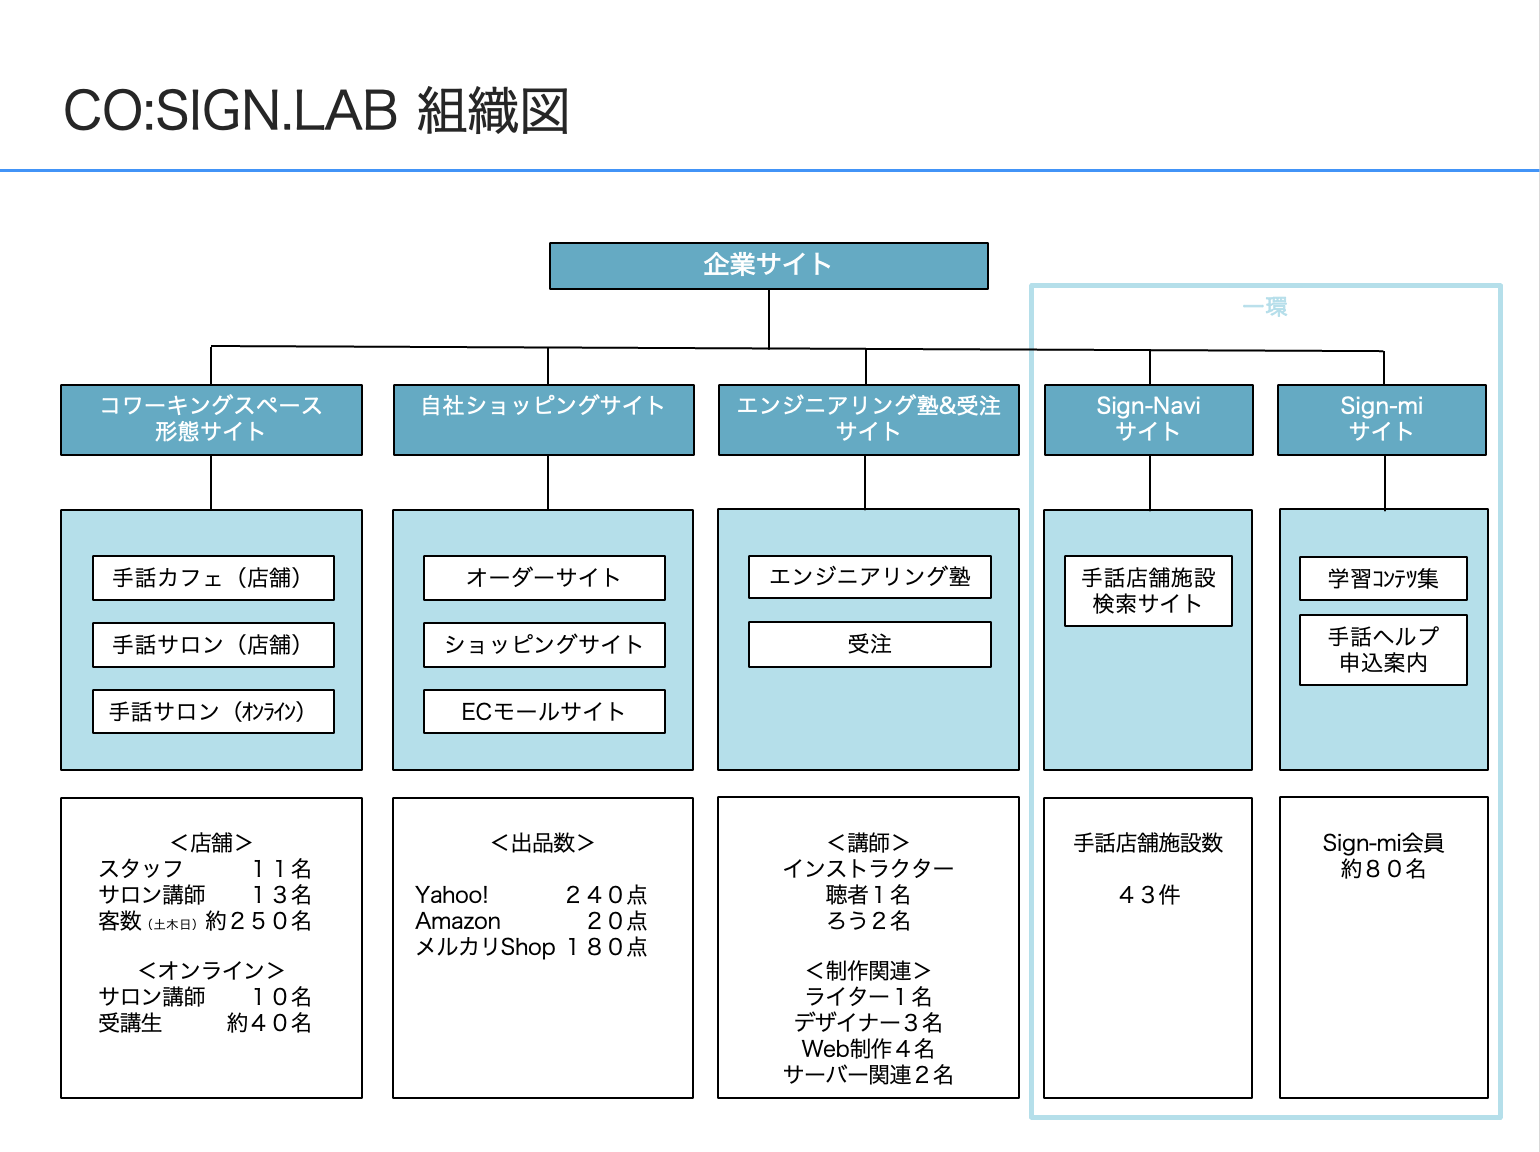 CO:SIGN.LAB 組織図
企業サイト
一環
コワーキングスペース
形態サイト
自社ショッピングサイト
エンジニアリング塾&受注
サイト
Sign-Navi
サイト
Sign-mi
サイト
手話カフェ（店舗）
手話サロン（店舗）
手話サロン（ｵﾝﾗｲﾝ）
オーダーサイト
ショッピングサイト
ECモールサイト
エンジニアリング塾
受注
手話店舗施設
検索サイト
学習ｺﾝﾃﾂ集
手話ヘルプ
申込案内
＜店舗＞
スタッフ　１１名
サロン講師　１３名
客数（土木日）約２５０名
＜オンライン＞
サロン講師　１０名
受講生　約４０名
＜出品数＞
Yahoo!　２４０点
Amazon　２０点
メルカリShop １８０点
＜講師＞
インストラクター
聴者１名
ろう２名
＜制作関連＞
ライター１名
デザイナー３名
Web制作４名
サーバー関連２名
手話店舗施設数
４３件
Sign-mi会員
約８０名